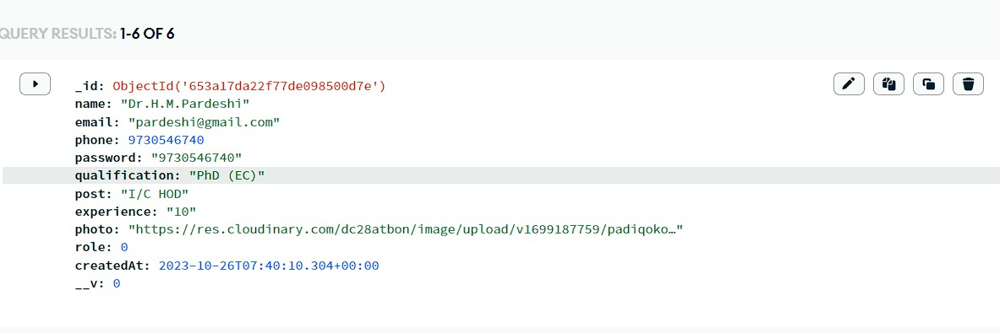 QUERY RESULTS: 1-6 OF 6
_id: ObjectId('653a17da22f77de098500d7e')
name: "Dr.H.M.Pardeshi"
email: "pardeshi@gmail.com"
phone: 9730546740
password: "9730546740"
qualification: "PhD (EC)"
post: "I/C HOD"
experience: "10"
photo: "https://res.cloudinary.com/dc28atbon/image/upload/v1699187759/padiqoko…"
role: 0
createdAt: 2023-10-26T07:40:10.304+00:00
__v: 0